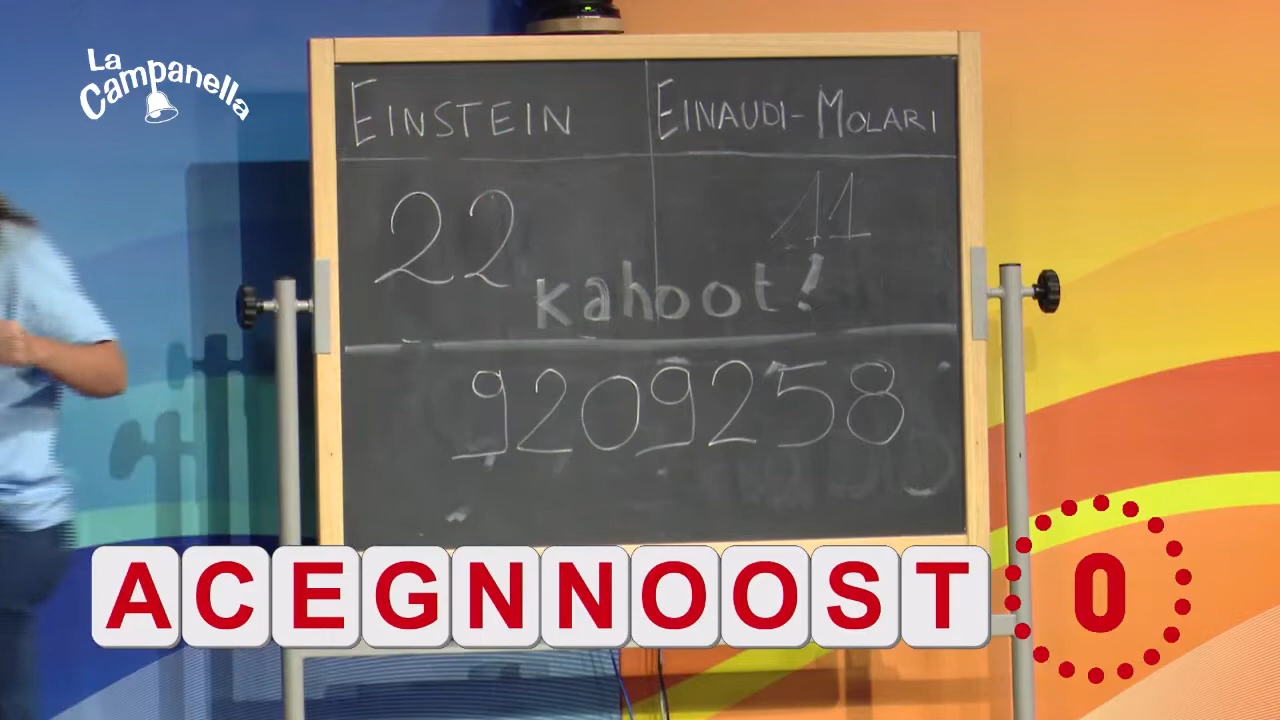 La
Campanella
EINSTEIN EINAUDI-MOLARI
22 11
kahoot!
9209258
ACEGNNOOST 0